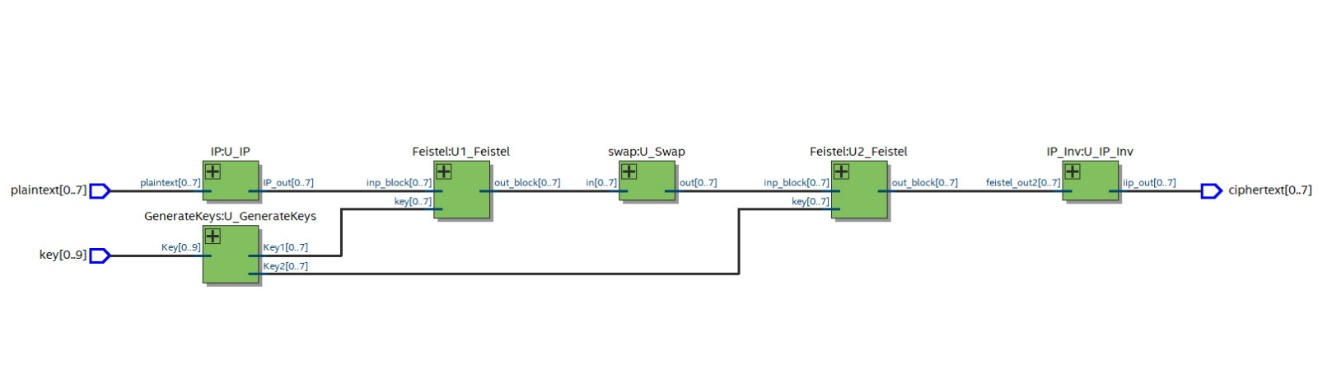 IP:U_IP
Feistel:U1_Feistel
swap:U_Swap
Feistel:U2_Feistel
IP_Inv:U_IP_Inv
plaintext[0..7]
plaintext[0..7]
IP_out[0..7]
inp_block[0..7]
out_block[0..7]
in[0..7]
out[0..7]
inp_block[0..7]
out_block[0..7]
feistel_out2[0..7]
iip_out[0..7]
ciphertext[0..7]
key[0..7]
key[0..7]
GenerateKeys:U_GenerateKeys
key[0..9]
Key[0..9]
Key1[0..7]
Key2[0..7]